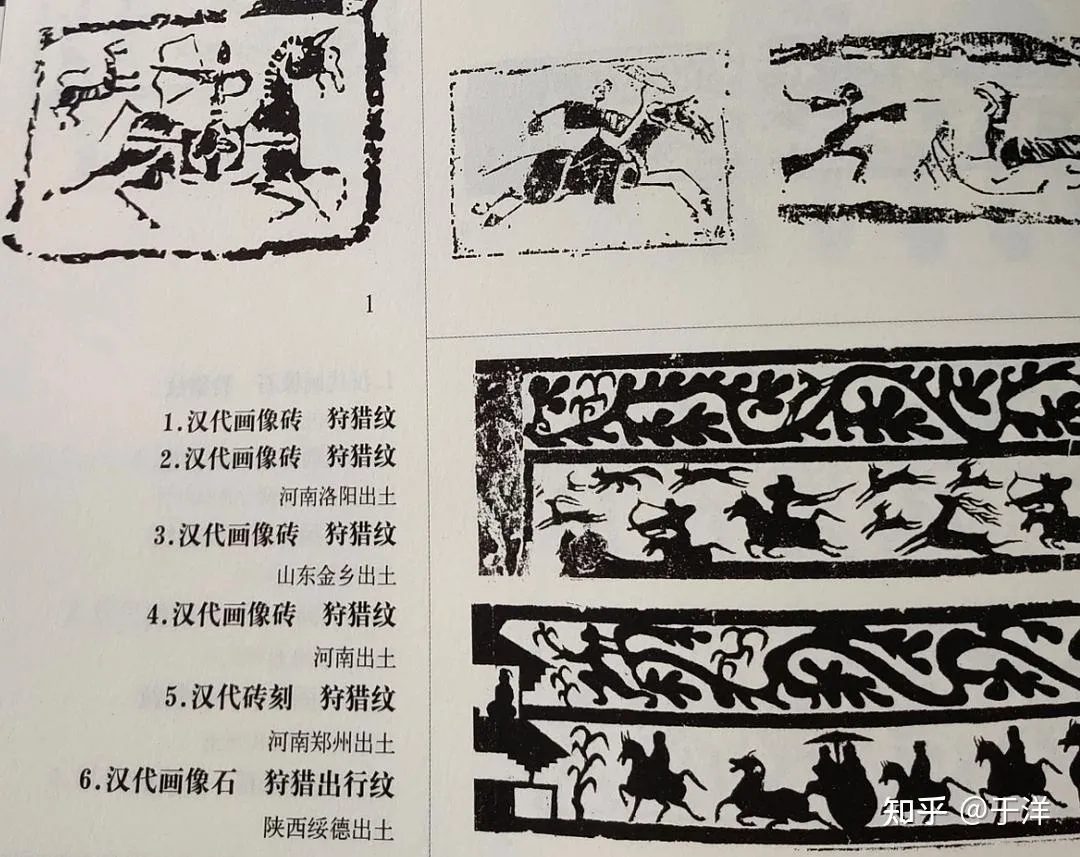 1
1.汉代画像砖 狩猎纹
2.汉代画像砖 狩猎纹
河南洛阳出土
3.汉代画像砖 狩猎纹
山东金乡出土
4.汉代画像砖 狩猎纹
河南出土
5.汉代砖刻 狩猎纹
河南郑州出土
6.汉代画像石 狩猎出行纹
陕西绥德出土
知乎 @于洋